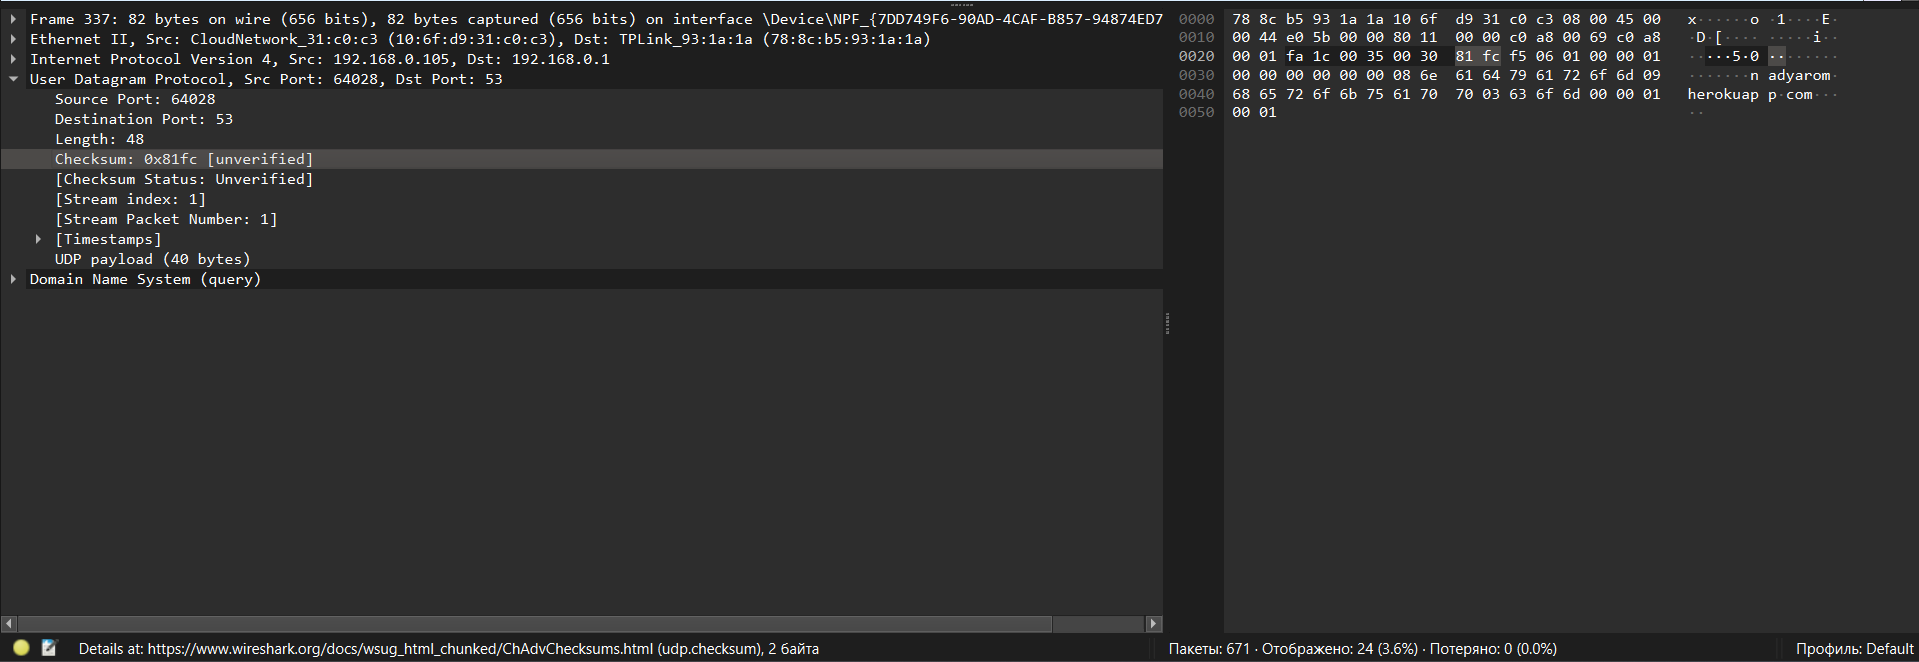 Frame 337: 82 bytes on wire (656 bits), 82 bytes captured (656 bits) on interface \Device\NPF_{7DD749F6-90AD-4CAF-B857-94874ED7
Ethernet II, Src: CloudNetwork_31:c0:c3 (10:6f:d9:31:c0:c3), Dst: TPLink_93:1a:1a (78:8c:b5:93:1a:1a)
Internet Protocol Version 4, Src: 192.168.0.105, Dst: 192.168.0.1
User Datagram Protocol, Src Port: 64028, Dst Port: 53
Source Port: 64028
Destination Port: 53
Length: 48
Checksum: 0x81fc [unverified]
[Checksum Status: Unverified]
[Stream index: 1]
[Stream Packet Number: 1]
[Timestamps]
UDP payload (40 bytes)
Domain Name System (query)
0000 78 8c b5 93 1a 1a 10 6f d9 31 c0 c3 08 00 45 00 x······o ·1····E·
0010 00 44 e0 5b 00 00 80 11 00 00 c0 a8 00 69 c0 a8 ·D·[···· ·····i··
0020 00 01 fa 1c 00 35 00 30 81 fc f5 06 01 00 00 01 ·····5·0 ········
0030 00 00 00 00 00 00 08 6e 61 64 79 61 72 6f 6d 09 ·······n adyarom·
0040 68 65 72 6f 6b 75 61 70 70 03 63 6f 6d 00 00 01 herokuap p·com···
0050 00 01 ··
Details at: https://www.wireshark.org/docs/wsug_html_chunked/ChAdvChecksums.html (udp.checksum), 2 байта
Пакеты: 671 · Отображено: 24 (3.6%) · Потеряно: 0 (0.0%)
Профиль: Default